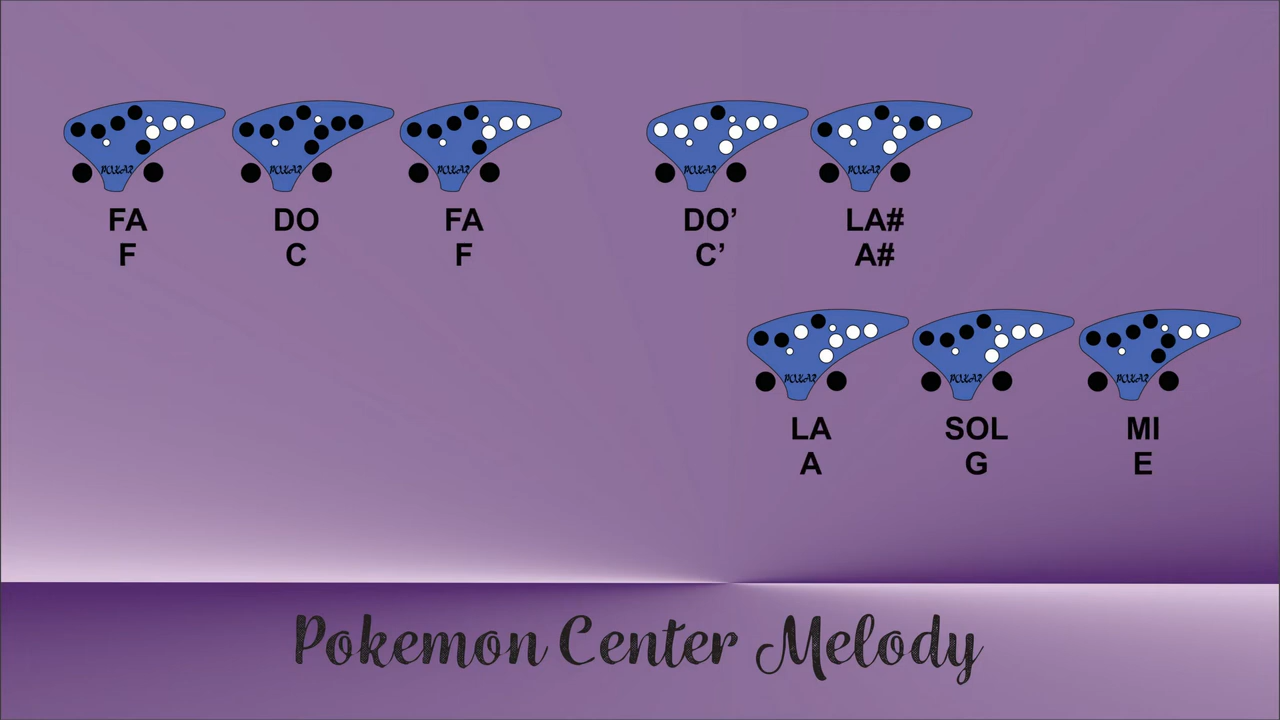 FA DO FA DO’ LA#
F C F C’ A#
LA SOL MI
A G E
Pokemon Center Melody